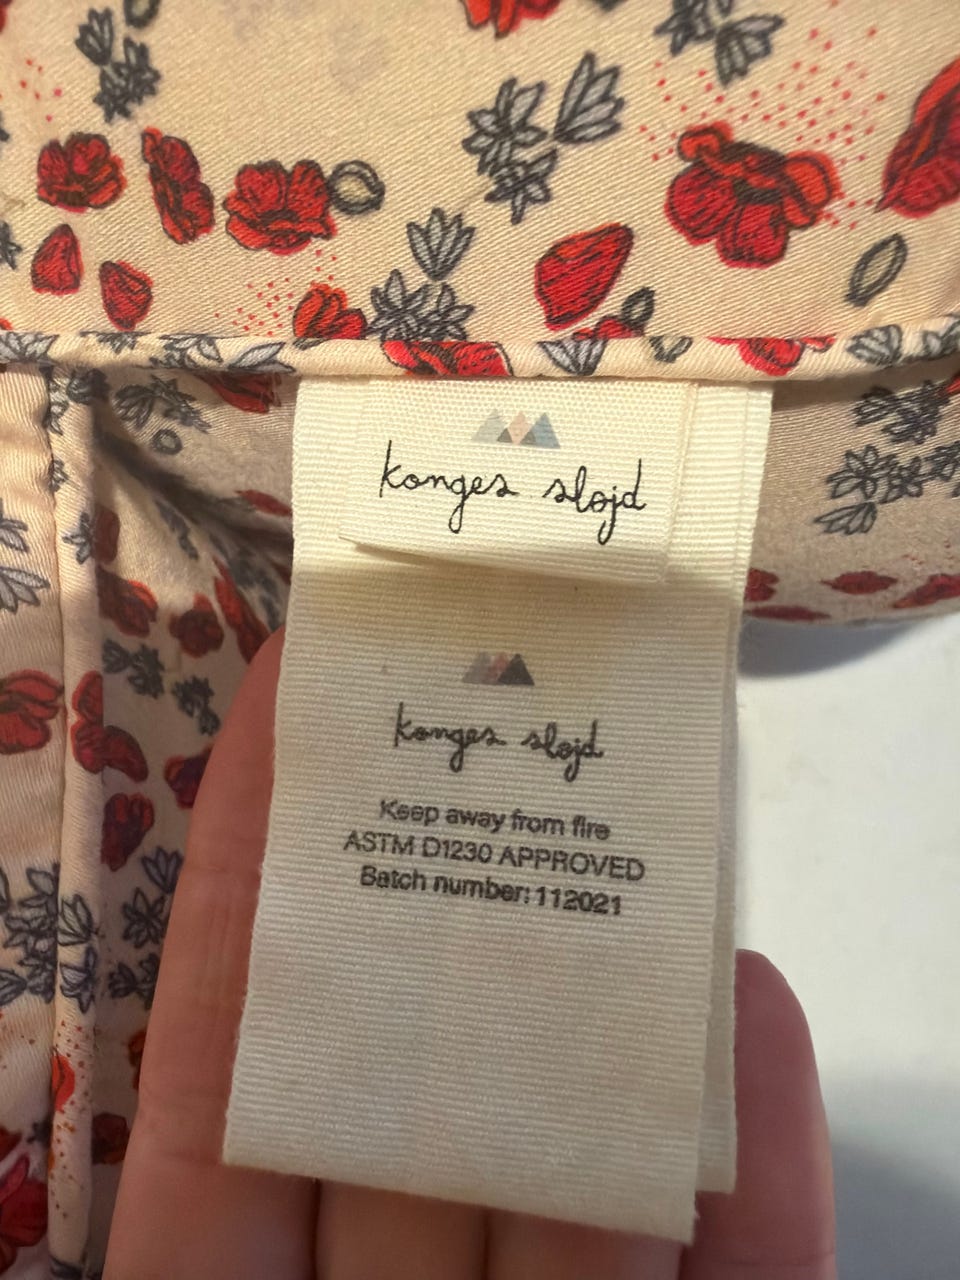 konges sløjd
konges sløjd
Keep away from fire
ASTM D1230 APPROVED
Batch number: 112021